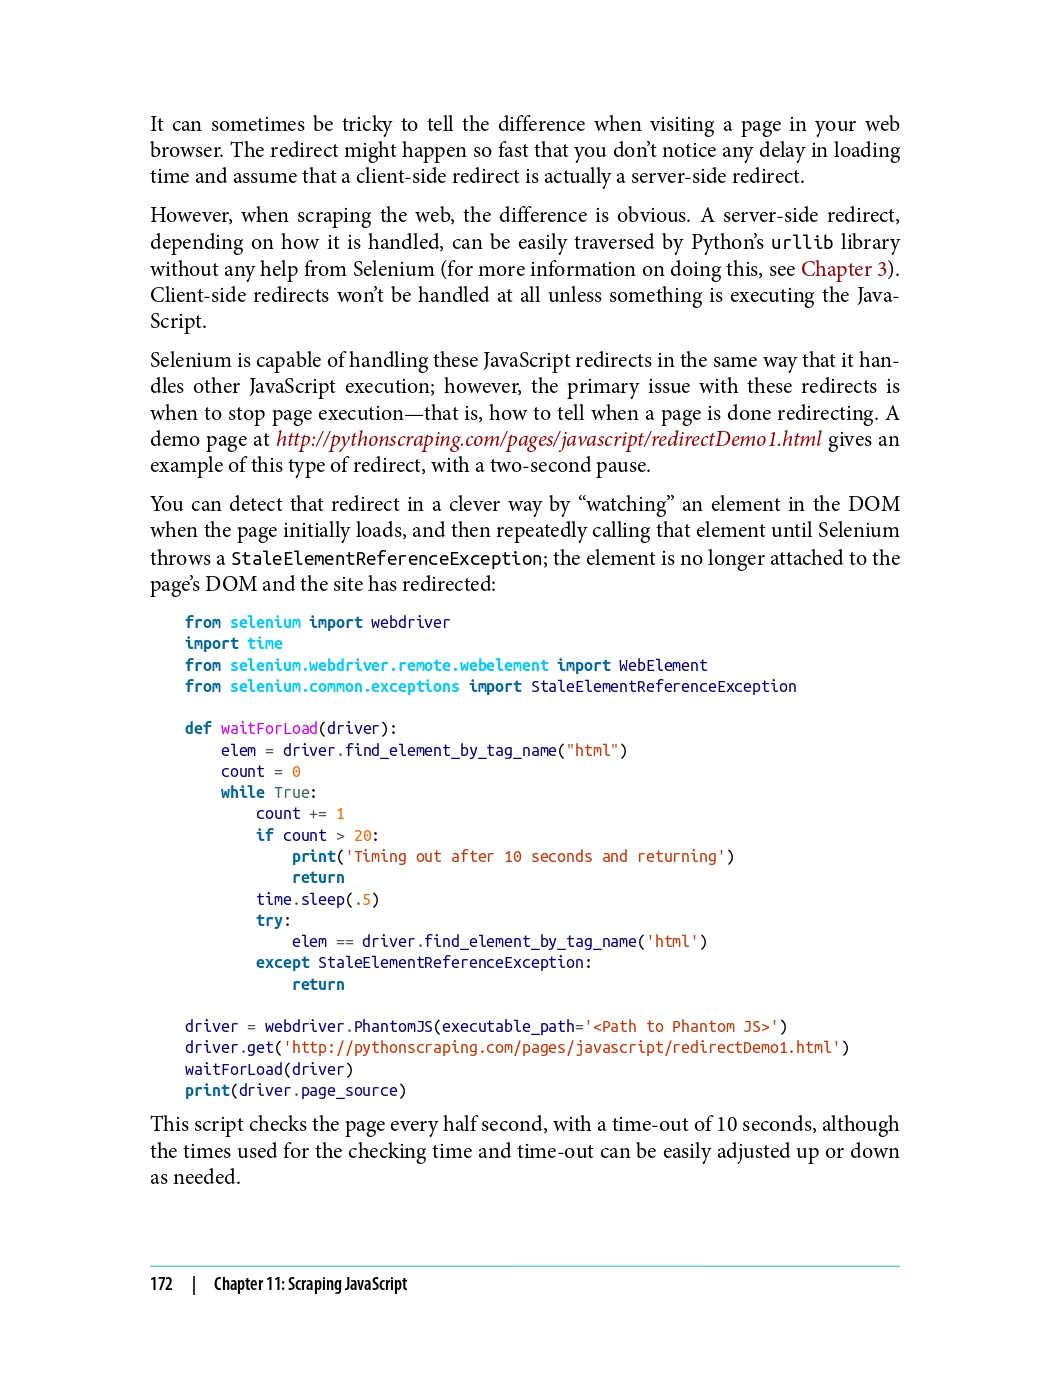 It can sometimes be tricky to tell the difference when visiting a page in your web
browser. The redirect might happen so fast that you don’t notice any delay in loading
time and assume that a client-side redirect is actually a server-side redirect.
However, when scraping the web, the difference is obvious. A server-side redirect,
depending on how it is handled, can be easily traversed by Python’s urllib library
without any help from Selenium (for more information on doing this, see Chapter 3).
Client-side redirects won’t be handled at all unless something is executing the Java-
Script.
Selenium is capable of handling these JavaScript redirects in the same way that it han-
dles other JavaScript execution; however, the primary issue with these redirects is
when to stop page execution—that is, how to tell when a page is done redirecting. A
demo page at http://pythonscraping.com/pages/javascript/redirectDemo1.html gives an
example of this type of redirect, with a two-second pause.
You can detect that redirect in a clever way by “watching” an element in the DOM
when the page initially loads, and then repeatedly calling that element until Selenium
throws a StaleElementReferenceException; the element is no longer attached to the
page’s DOM and the site has redirected:
from selenium import webdriver
import time
from selenium.webdriver.remote.webelement import WebElement
from selenium.common.exceptions import StaleElementReferenceException
def waitForLoad(driver):
    elem = driver.find_element_by_tag_name("html")
    count = 0
    while True:
        count += 1
        if count > 20:
            print('Timing out after 10 seconds and returning')
            return
        time.sleep(.5)
        try:
            elem == driver.find_element_by_tag_name('html')
        except StaleElementReferenceException:
            return
driver = webdriver.PhantomJS(executable_path='<Path to Phantom JS>')
driver.get('http://pythonscraping.com/pages/javascript/redirectDemo1.html')
waitForLoad(driver)
print(driver.page_source)
This script checks the page every half second, with a time-out of 10 seconds, although
the times used for the checking time and time-out can be easily adjusted up or down
as needed.
172 | Chapter 11: Scraping JavaScript